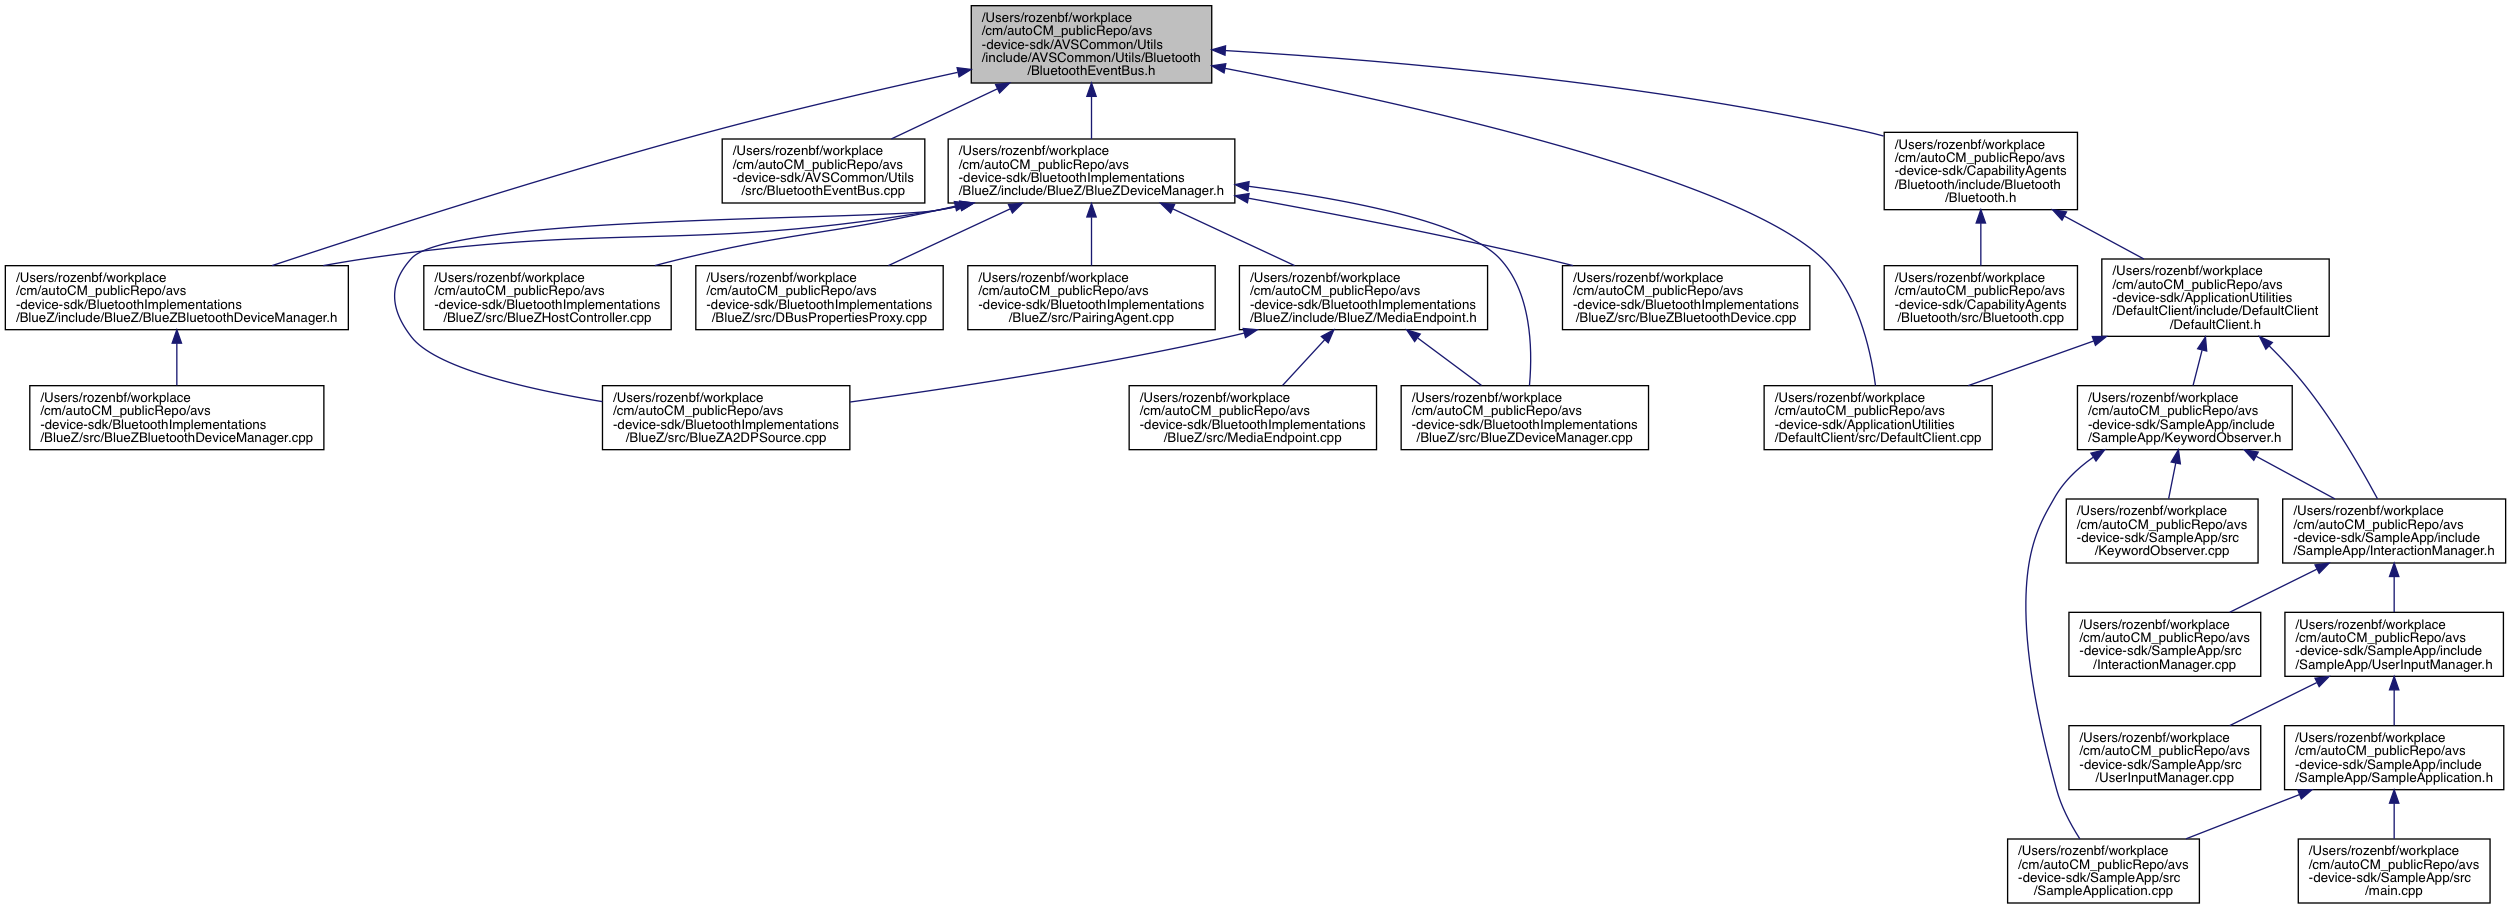 /Users/rozenbf/workplace
/cm/autoCM_publicRepo/avs
-device-sdk/AVSCommon/Utils
/include/AVSCommon/Utils/Bluetooth
/BluetoothEventBus.h
/Users/rozenbf/workplace
/cm/autoCM_publicRepo/avs
-device-sdk/AVSCommon/Utils
/src/BluetoothEventBus.cpp
/Users/rozenbf/workplace
/cm/autoCM_publicRepo/avs
-device-sdk/BluetoothImplementations
/BlueZ/include/BlueZ/BlueZDeviceManager.h
/Users/rozenbf/workplace
/cm/autoCM_publicRepo/avs
-device-sdk/CapabilityAgents
/Bluetooth/include/Bluetooth
/Bluetooth.h
/Users/rozenbf/workplace
/cm/autoCM_publicRepo/avs
-device-sdk/BluetoothImplementations
/BlueZ/include/BlueZ/BlueZBluetoothDeviceManager.h
/Users/rozenbf/workplace
/cm/autoCM_publicRepo/avs
-device-sdk/BluetoothImplementations
/BlueZ/src/BlueZHostController.cpp
/Users/rozenbf/workplace
/cm/autoCM_publicRepo/avs
-device-sdk/BluetoothImplementations
/BlueZ/src/DBusPropertiesProxy.cpp
/Users/rozenbf/workplace
/cm/autoCM_publicRepo/avs
-device-sdk/BluetoothImplementations
/BlueZ/src/PairingAgent.cpp
/Users/rozenbf/workplace
/cm/autoCM_publicRepo/avs
-device-sdk/BluetoothImplementations
/BlueZ/include/BlueZ/MediaEndpoint.h
/Users/rozenbf/workplace
/cm/autoCM_publicRepo/avs
-device-sdk/BluetoothImplementations
/BlueZ/src/BlueZBluetoothDevice.cpp
/Users/rozenbf/workplace
/cm/autoCM_publicRepo/avs
-device-sdk/CapabilityAgents
/Bluetooth/src/Bluetooth.cpp
/Users/rozenbf/workplace
/cm/autoCM_publicRepo/avs
-device-sdk/ApplicationUtilities
/DefaultClient/include/DefaultClient
/DefaultClient.h
/Users/rozenbf/workplace
/cm/autoCM_publicRepo/avs
-device-sdk/BluetoothImplementations
/BlueZ/src/BlueZBluetoothDeviceManager.cpp
/Users/rozenbf/workplace
/cm/autoCM_publicRepo/avs
-device-sdk/BluetoothImplementations
/BlueZ/src/BlueZA2DPSource.cpp
/Users/rozenbf/workplace
/cm/autoCM_publicRepo/avs
-device-sdk/BluetoothImplementations
/BlueZ/src/MediaEndpoint.cpp
/Users/rozenbf/workplace
/cm/autoCM_publicRepo/avs
-device-sdk/BluetoothImplementations
/BlueZ/src/BlueZDeviceManager.cpp
/Users/rozenbf/workplace
/cm/autoCM_publicRepo/avs
-device-sdk/ApplicationUtilities
/DefaultClient/src/DefaultClient.cpp
/Users/rozenbf/workplace
/cm/autoCM_publicRepo/avs
-device-sdk/SampleApp/include
/SampleApp/KeywordObserver.h
/Users/rozenbf/workplace
/cm/autoCM_publicRepo/avs
-device-sdk/SampleApp/src
/KeywordObserver.cpp
/Users/rozenbf/workplace
/cm/autoCM_publicRepo/avs
-device-sdk/SampleApp/include
/SampleApp/InteractionManager.h
/Users/rozenbf/workplace
/cm/autoCM_publicRepo/avs
-device-sdk/SampleApp/src
/InteractionManager.cpp
/Users/rozenbf/workplace
/cm/autoCM_publicRepo/avs
-device-sdk/SampleApp/include
/SampleApp/UserInputManager.h
/Users/rozenbf/workplace
/cm/autoCM_publicRepo/avs
-device-sdk/SampleApp/src
/UserInputManager.cpp
/Users/rozenbf/workplace
/cm/autoCM_publicRepo/avs
-device-sdk/SampleApp/include
/SampleApp/SampleApplication.h
/Users/rozenbf/workplace
/cm/autoCM_publicRepo/avs
-device-sdk/SampleApp/src
/SampleApplication.cpp
/Users/rozenbf/workplace
/cm/autoCM_publicRepo/avs
-device-sdk/SampleApp/src
/main.cpp